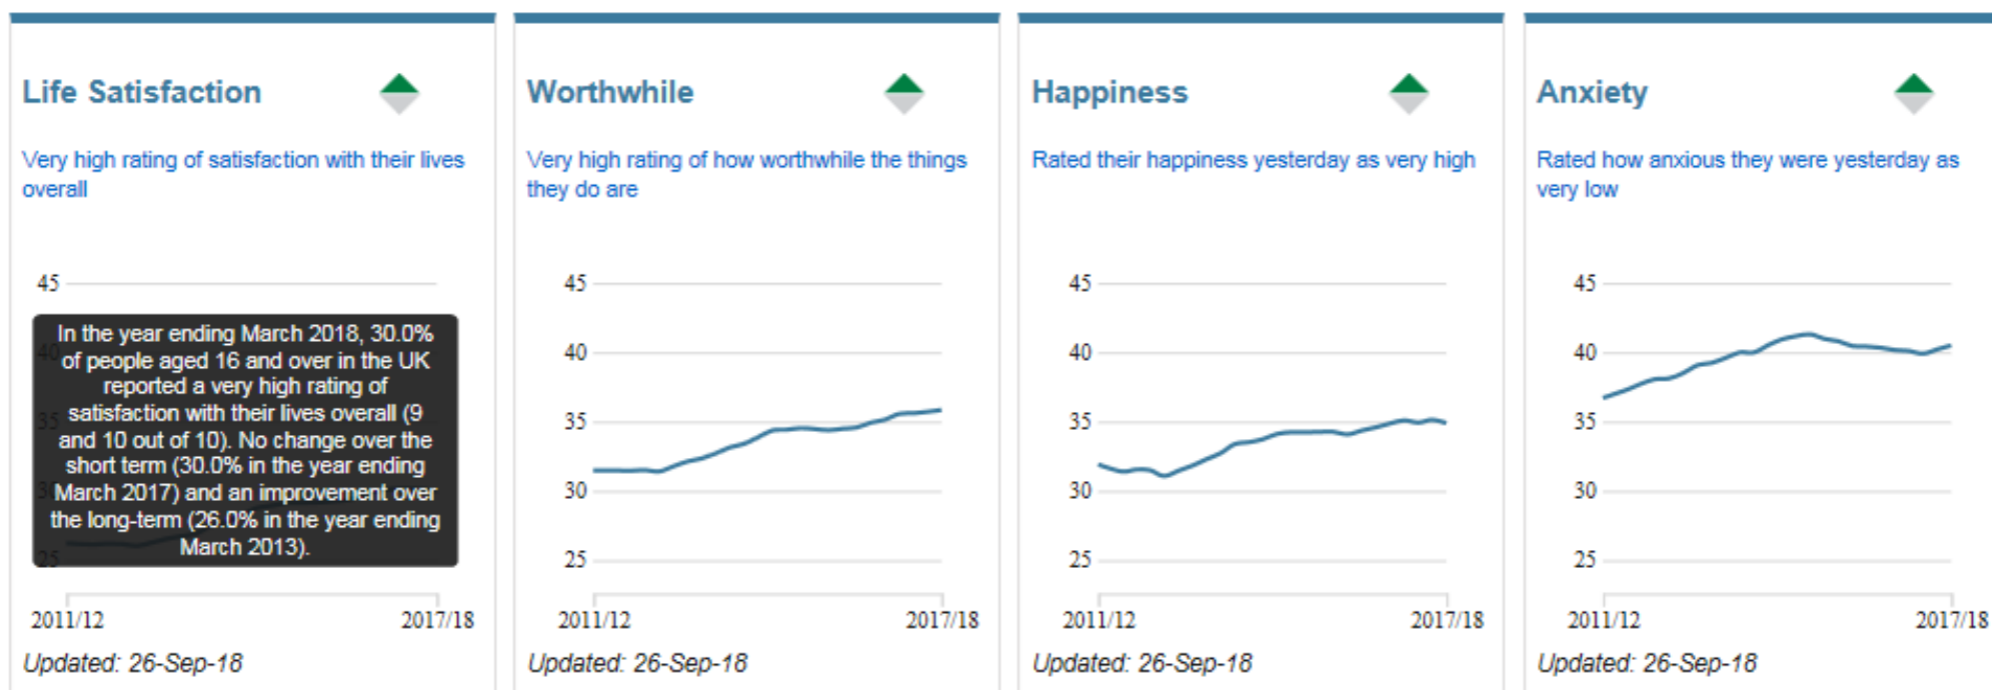 Life Satisfaction
Very high rating of satisfaction with their lives
overall
45
40
35
30
25
In the year ending March 2018, 30.0%
of people aged 16 and over in the UK
reported a very high rating of
satisfaction with their lives overall (9
and 10 out of 10). No change over the
short term (30.0% in the year ending
March 2017) and an improvement over
the long-term (26.0% in the year ending
March 2013).
2011/12 2017/18
Updated: 26-Sep-18
Worthwhile
Very high rating of how worthwhile the things
they do are
45
40
35
30
25
2011/12 2017/18
Updated: 26-Sep-18
Happiness
Rated their happiness yesterday as very high
45
40
35
30
25
2011/12 2017/18
Updated: 26-Sep-18
Anxiety
Rated how anxious they were yesterday as
very low
45
40
35
30
25
2011/12 2017/18
Updated: 26-Sep-18